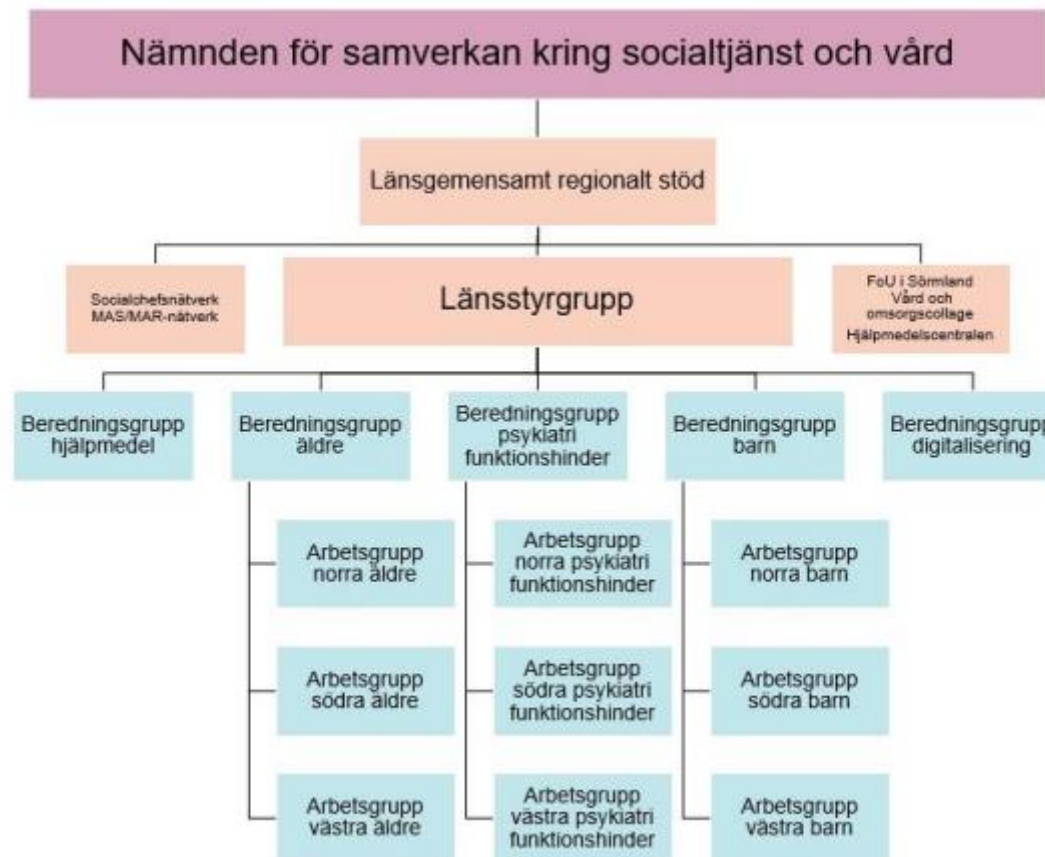 Nämnden för samverkan kring socialtjänst och vård
Länsgemensamt regionalt stöd
Socialchefsnätverk
MAS/MAR-nätverk
Länsstyrgrupp
FoU i Sörmland
Vård och
omsorgscollage
Hjälpmedelscentralen
Beredningsgrupp
hjälpmedel
Beredningsgrupp
äldre
Beredningsgrupp
psykiatri
funktionshinder
Beredningsgrupp
barn
Beredningsgrupp
digitalisering
Arbetsgrupp
norra äldre
Arbetsgrupp
norra psykiatri
funktionshinder
Arbetsgrupp
norra barn
Arbetsgrupp
södra äldre
Arbetsgrupp
södra psykiatri
funktionshinder
Arbetsgrupp
södra barn
Arbetsgrupp
västra äldre
Arbetsgrupp
västra psykiatri
funktionshinder
Arbetsgrupp
västra barn